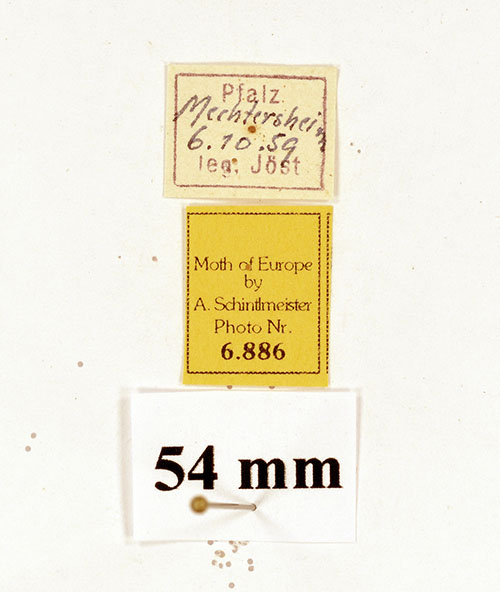 Pfalz
Mechtersheim
6.10.59
leg. Jöst
Moth of Europe
by
A. Schintlmeister
Photo Nr.
6.886
54 mm